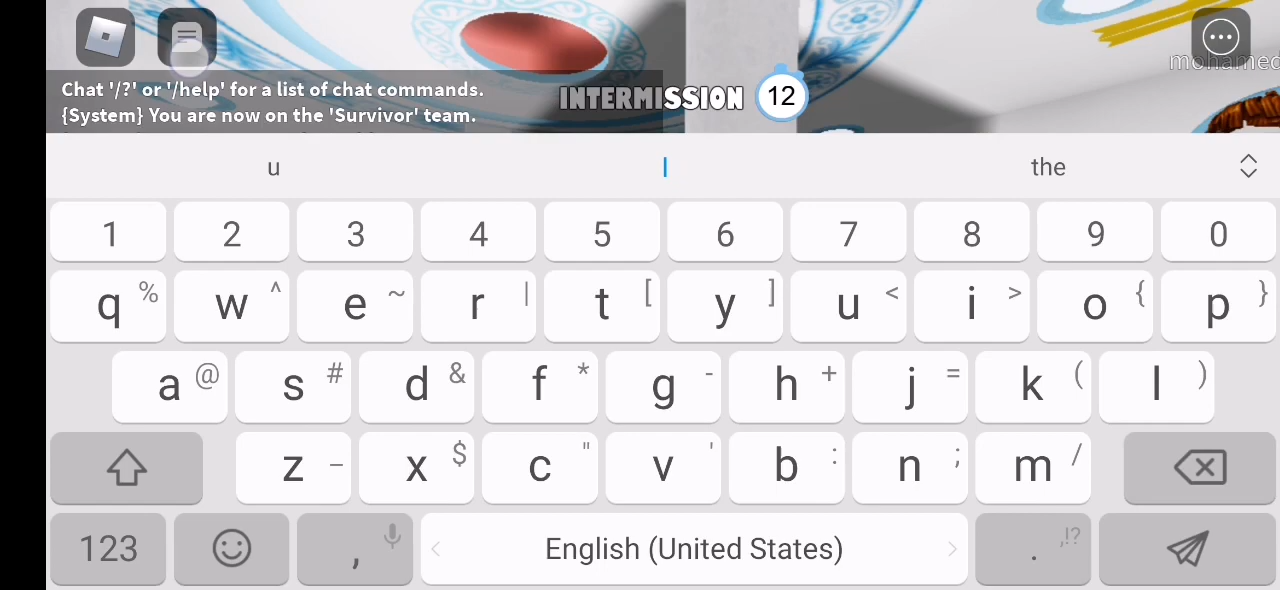 mohamed
Chat '/?' or '/help' for a list of chat commands.
{System} You are now on the 'Survivor' team.
INTERMISSION 12
u I the
1 2 3 4 5 6 7 8 9 0
q % w ^ e ~ r | t [ y ] u < i > o { p }
a @ s # d & f * g - h + j = k ( l )
z _ x $ c " v ' b : n ; m /
123 , < English (United States) > . ,!?